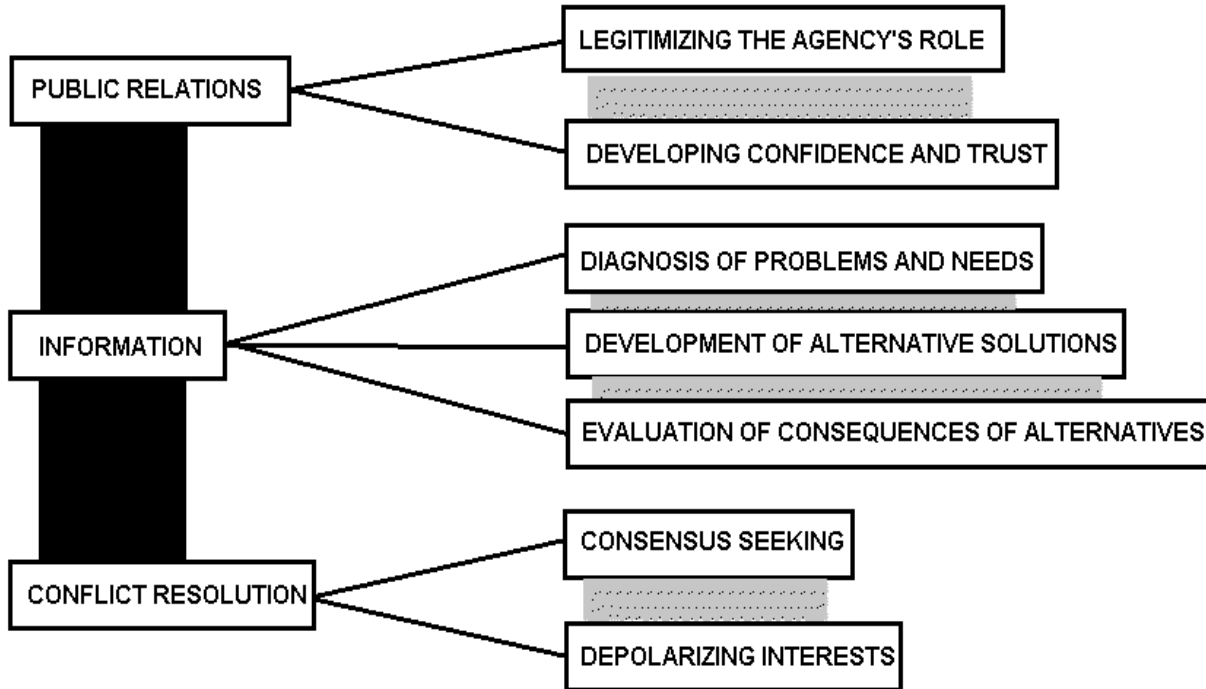 PUBLIC RELATIONS
LEGITIMIZING THE AGENCY'S ROLE
DEVELOPING CONFIDENCE AND TRUST
INFORMATION
DIAGNOSIS OF PROBLEMS AND NEEDS
DEVELOPMENT OF ALTERNATIVE SOLUTIONS
EVALUATION OF CONSEQUENCES OF ALTERNATIVES
CONFLICT RESOLUTION
CONSENSUS SEEKING
DEPOLARIZING INTERESTS